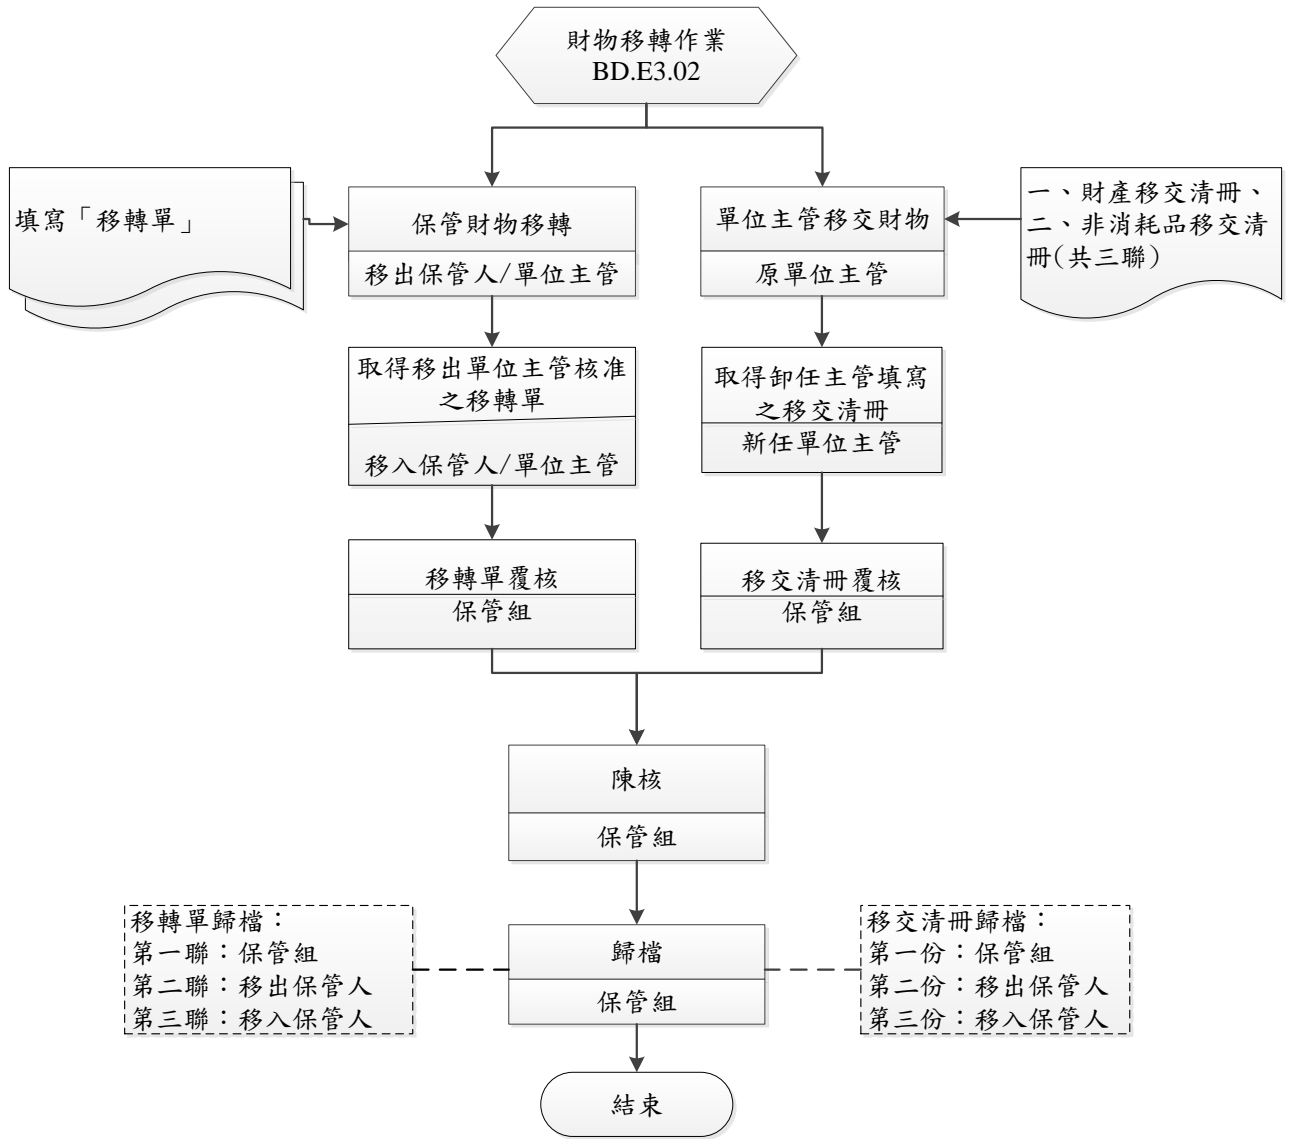 財物移轉作業
BD.E3.02
填寫「移轉單」
保管財物移轉
移出保管人/單位主管
單位主管移交財物
原單位主管
一、財產移交清冊、
二、非消耗品移交清
冊(共三聯)
取得移出單位主管核准
之移轉單
移入保管人/單位主管
取得卸任主管填寫
之移交清冊
新任單位主管
移轉單覆核
保管組
移交清冊覆核
保管組
陳核
保管組
移轉單歸檔：
第一聯：保管組
第二聯：移出保管人
第三聯：移入保管人
歸檔
保管組
移交清冊歸檔：
第一份：保管組
第二份：移出保管人
第三份：移入保管人
結束